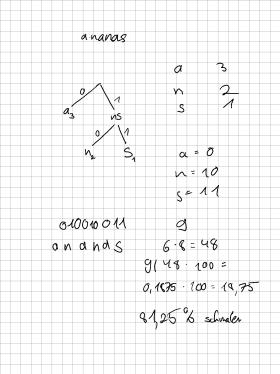 ananas
a 3
n 2
s 1
0 1
a3 ns
0 1
n2 S1
a = 0
n = 10
s = 11
010010011 9
a n a n a s 6 · 8 = 48
9/48 · 100 =
0,1875 · 100 = 18,75
81,25 % schmaler